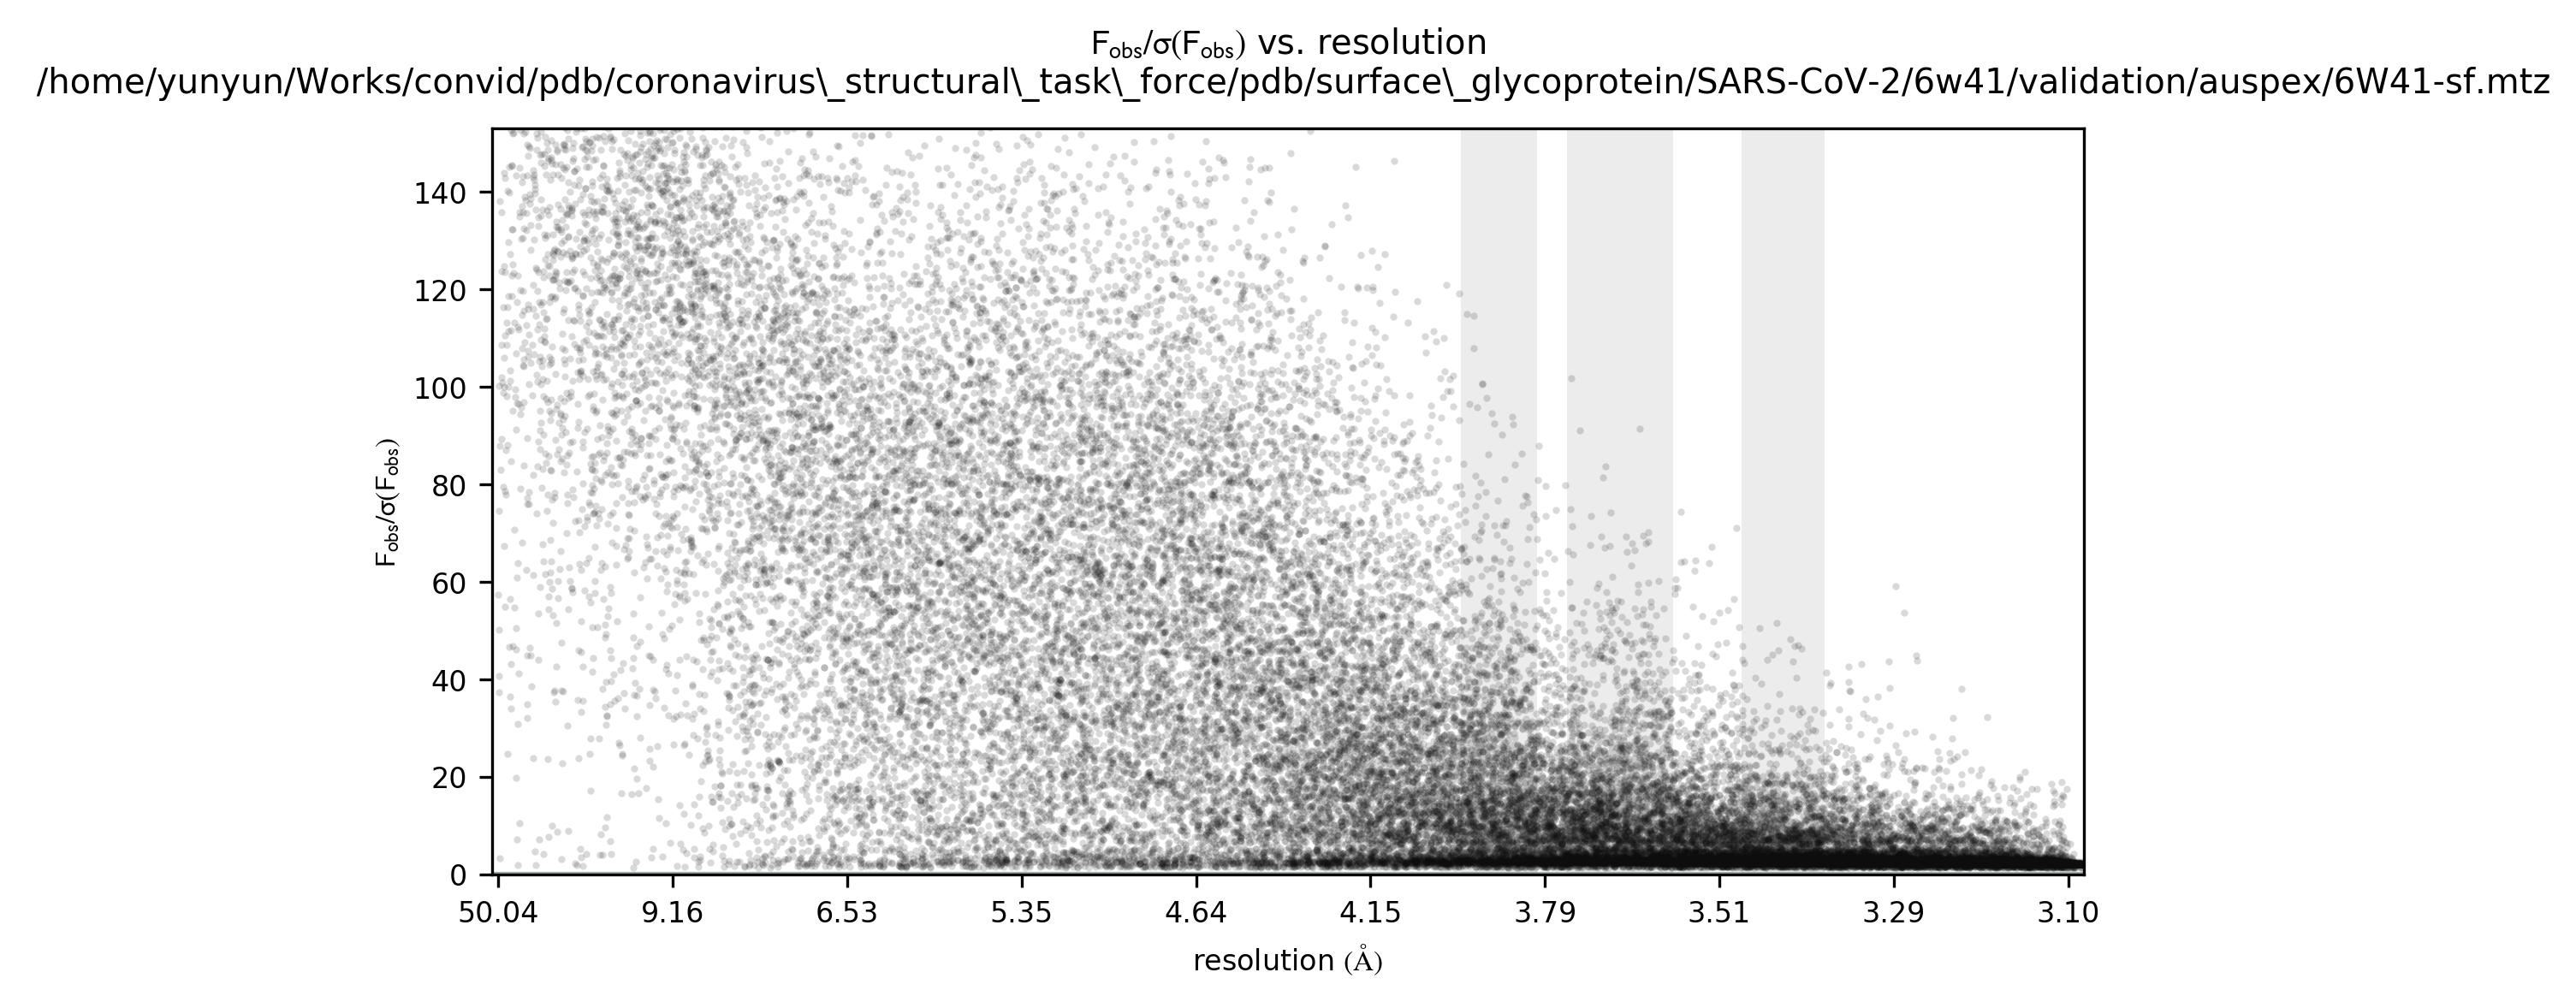 Fobs/σ(Fobs) vs. resolution
/home/yunyun/Works/convid/pdb/coronavirus\_structural\_task\_force/pdb/surface\_glycoprotein/SARS-CoV-2/6w41/validation/auspex/6W41-sf.mtz
Fobs/σ(Fobs)
140
120
100
80
60
40
20
0
50.04 9.16 6.53 5.35 4.64 4.15 3.79 3.51 3.29 3.10
resolution (Å)